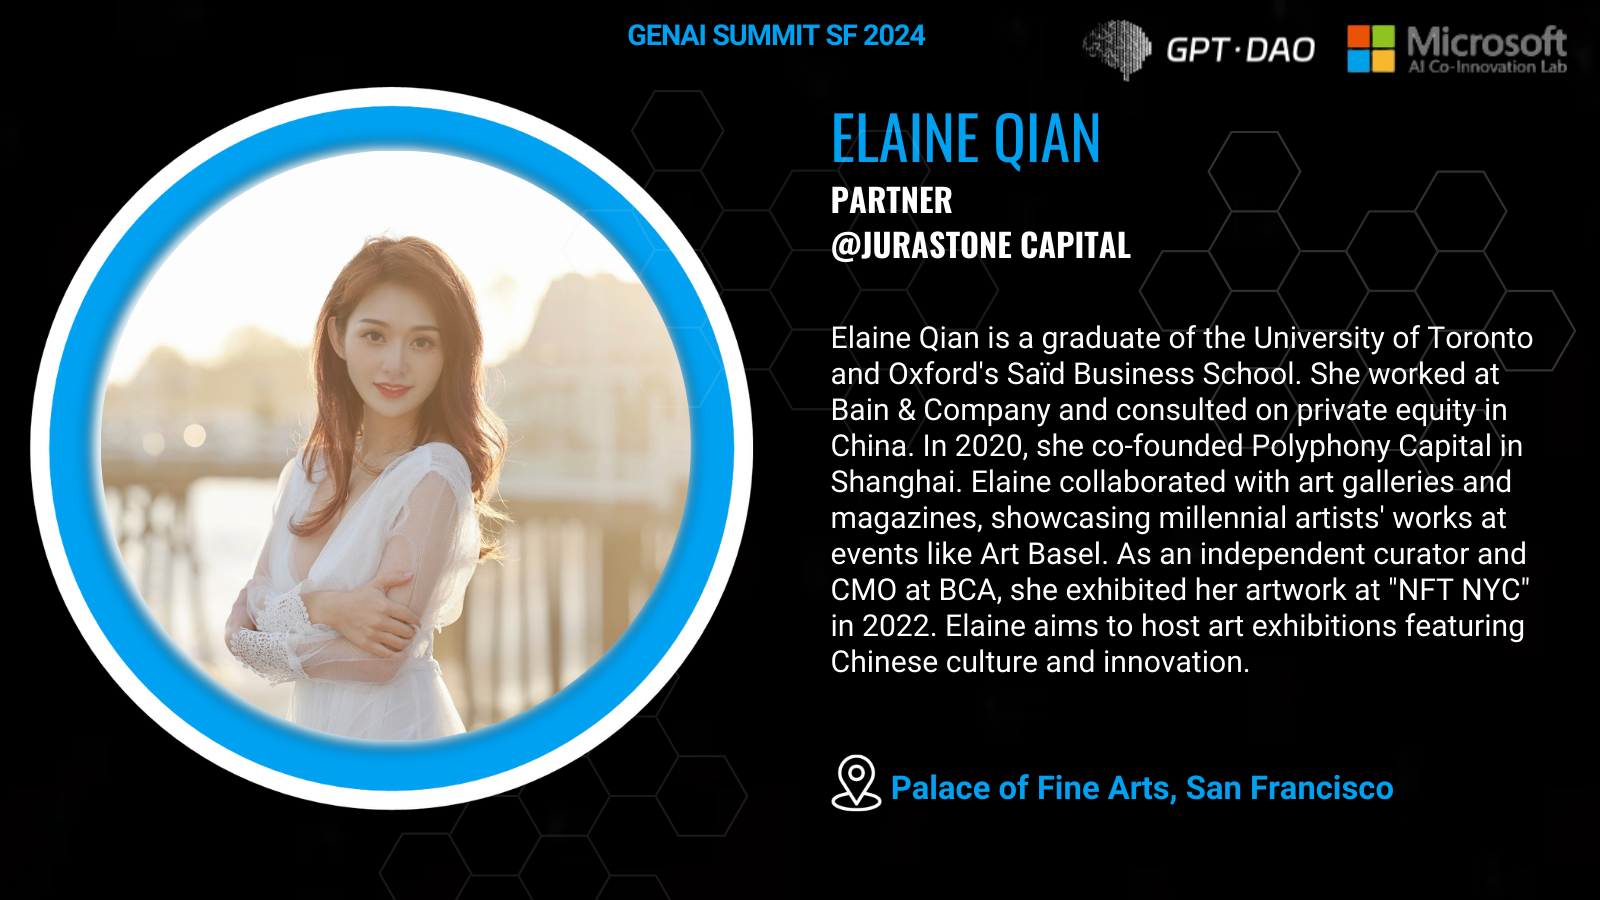 GENAI SUMMIT SF 2024
GPT·DAO
Microsoft
AI Co-Innovation Lab
ELAINE QIAN
PARTNER
@JURASTONE CAPITAL
Elaine Qian is a graduate of the University of Toronto
and Oxford's Saïd Business School. She worked at
Bain & Company and consulted on private equity in
China. In 2020, she co-founded Polyphony Capital in
Shanghai. Elaine collaborated with art galleries and
magazines, showcasing millennial artists' works at
events like Art Basel. As an independent curator and
CMO at BCA, she exhibited her artwork at "NFT NYC"
in 2022. Elaine aims to host art exhibitions featuring
Chinese culture and innovation.
Palace of Fine Arts, San Francisco